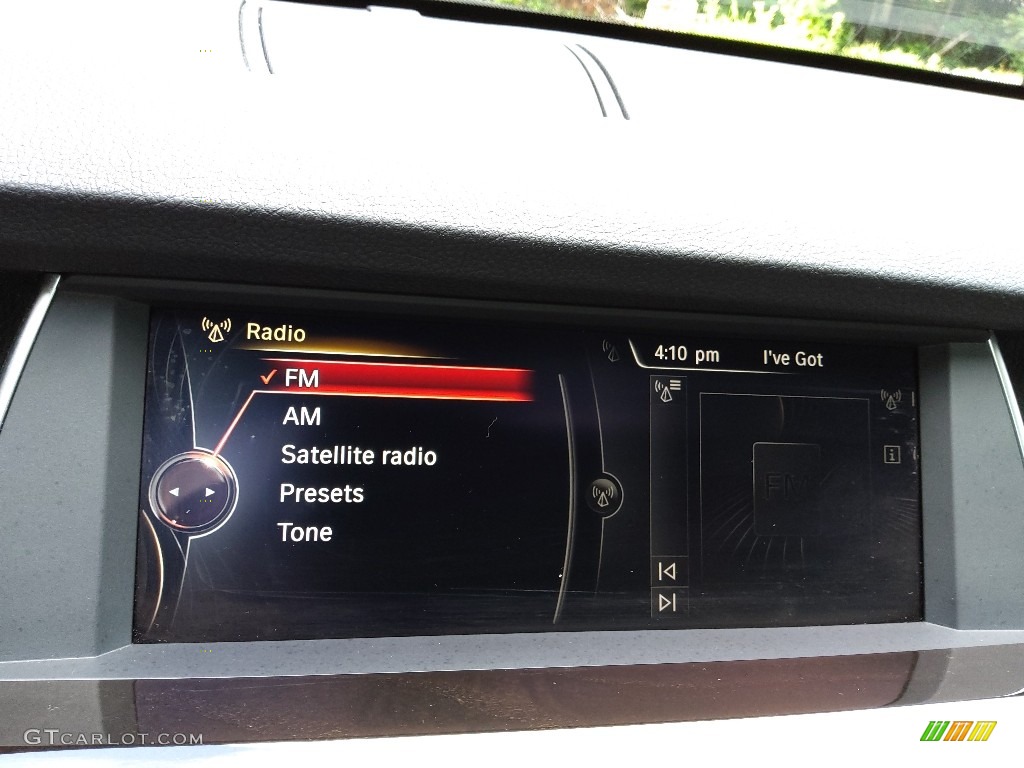 Radio
4:10 pm I've Got
FM
AM
Satellite radio
Presets
Tone
FM
GTCARLOT.COM